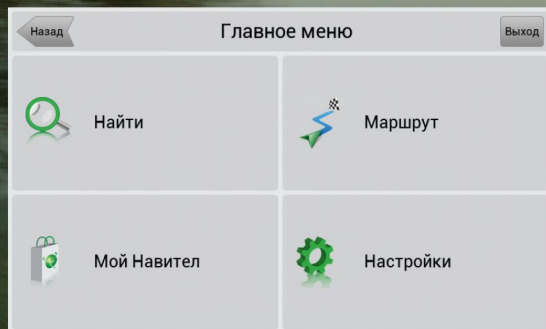 Назад
Главное меню
Выход
Найти
Маршрут
Мой Навител
Настройки